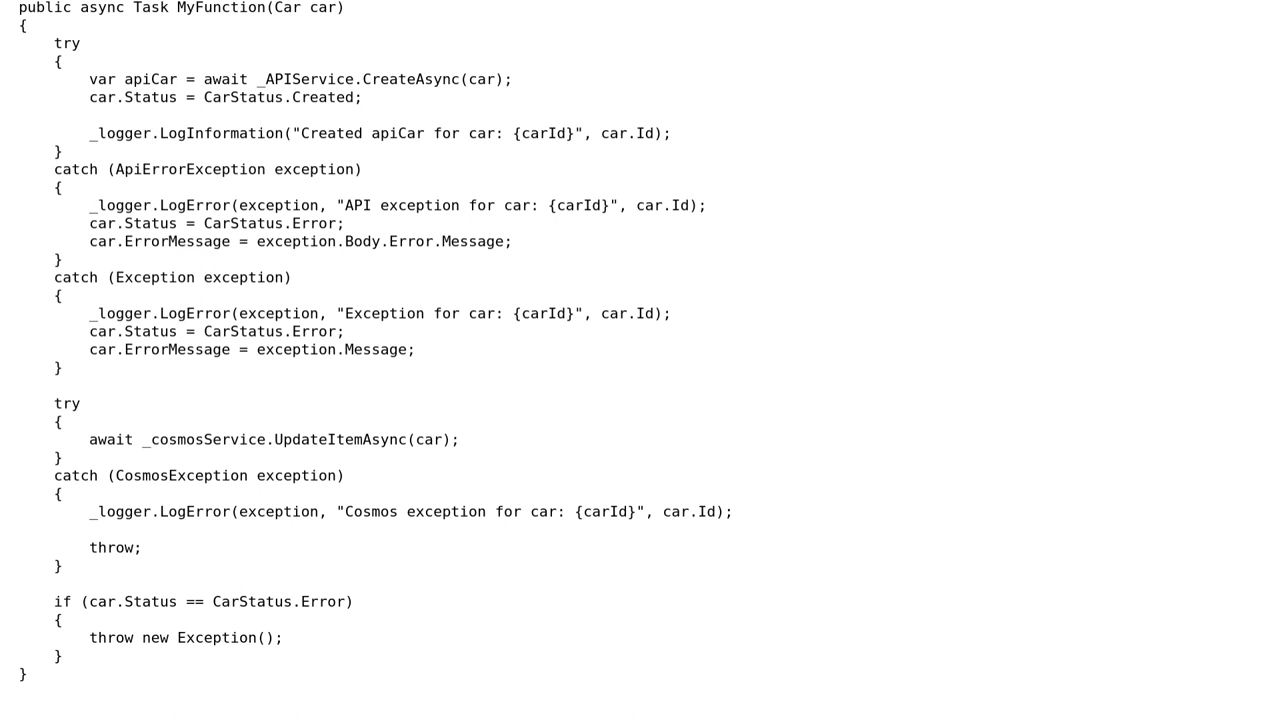 public async Task MyFunction(Car car)
{
    try
    {
        var apiCar = await _APIService.CreateAsync(car);
        car.Status = CarStatus.Created;

        _logger.LogInformation("Created apiCar for car: {carId}", car.Id);
    }
    catch (ApiErrorException exception)
    {
        _logger.LogError(exception, "API exception for car: {carId}", car.Id);
        car.Status = CarStatus.Error;
        car.ErrorMessage = exception.Body.Error.Message;
    }
    catch (Exception exception)
    {
        _logger.LogError(exception, "Exception for car: {carId}", car.Id);
        car.Status = CarStatus.Error;
        car.ErrorMessage = exception.Message;
    }

    try
    {
        await _cosmosService.UpdateItemAsync(car);
    }
    catch (CosmosException exception)
    {
        _logger.LogError(exception, "Cosmos exception for car: {carId}", car.Id);

        throw;
    }

    if (car.Status == CarStatus.Error)
    {
        throw new Exception();
    }
}